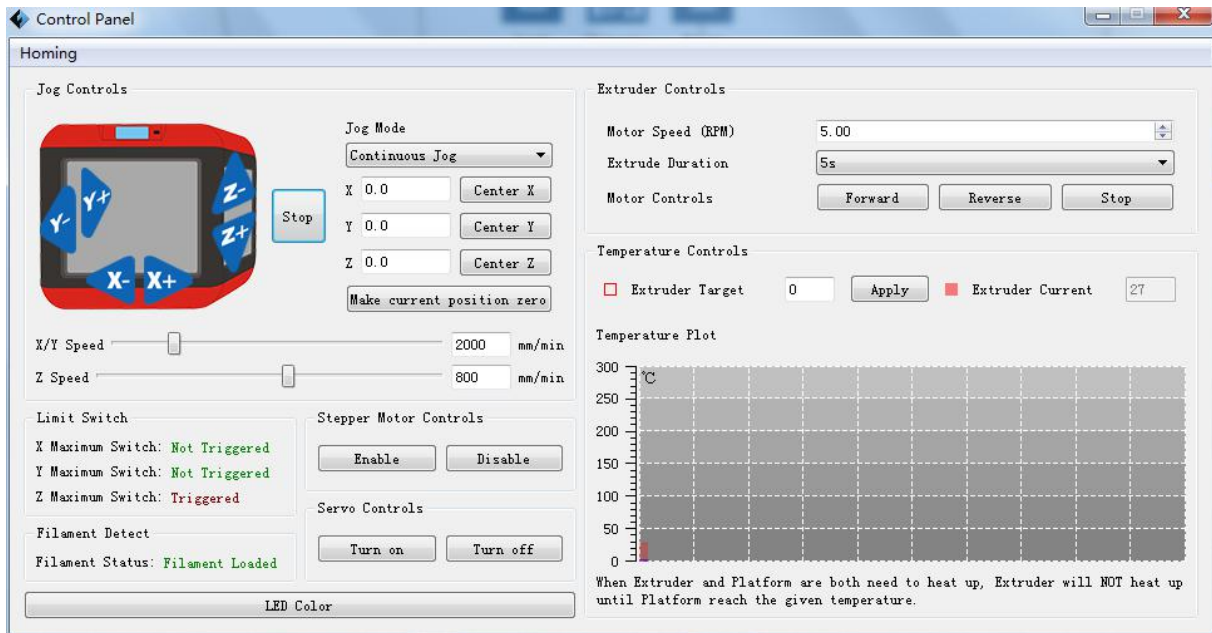 Control Panel
Homing
Jog Controls
Y-
Y+
Z-
Z+
X-
X+
Stop
Jog Mode
Continuous Jog
X 0.0 Center X
Y 0.0 Center Y
Z 0.0 Center Z
Make current position zero
X/Y Speed 2000 mm/min
Z Speed 800 mm/min
Limit Switch
X Maximum Switch: Not Triggered
Y Maximum Switch: Not Triggered
Z Maximum Switch: Triggered
Stepper Motor Controls
Enable Disable
Filament Detect
Filament Status: Filament Loaded
Servo Controls
Turn on Turn off
LED Color
Extruder Controls
Motor Speed (RPM) 5.00
Extrude Duration 5s
Motor Controls Forward Reverse Stop
Temperature Controls
Extruder Target 0 Apply Extruder Current 27
Temperature Plot
300
°C
250
200
150
100
50
0
When Extruder and Platform are both need to heat up, Extruder will NOT heat up
until Platform reach the given temperature.